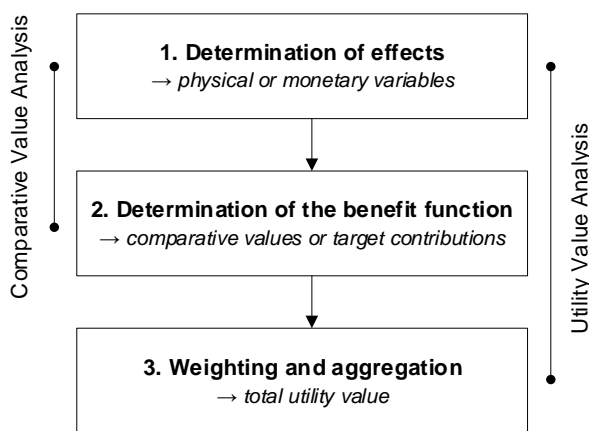 Comparative Value Analysis
1. Determination of effects
→ physical or monetary variables
2. Determination of the benefit function
→ comparative values or target contributions
3. Weighting and aggregation
→ total utility value
Utility Value Analysis